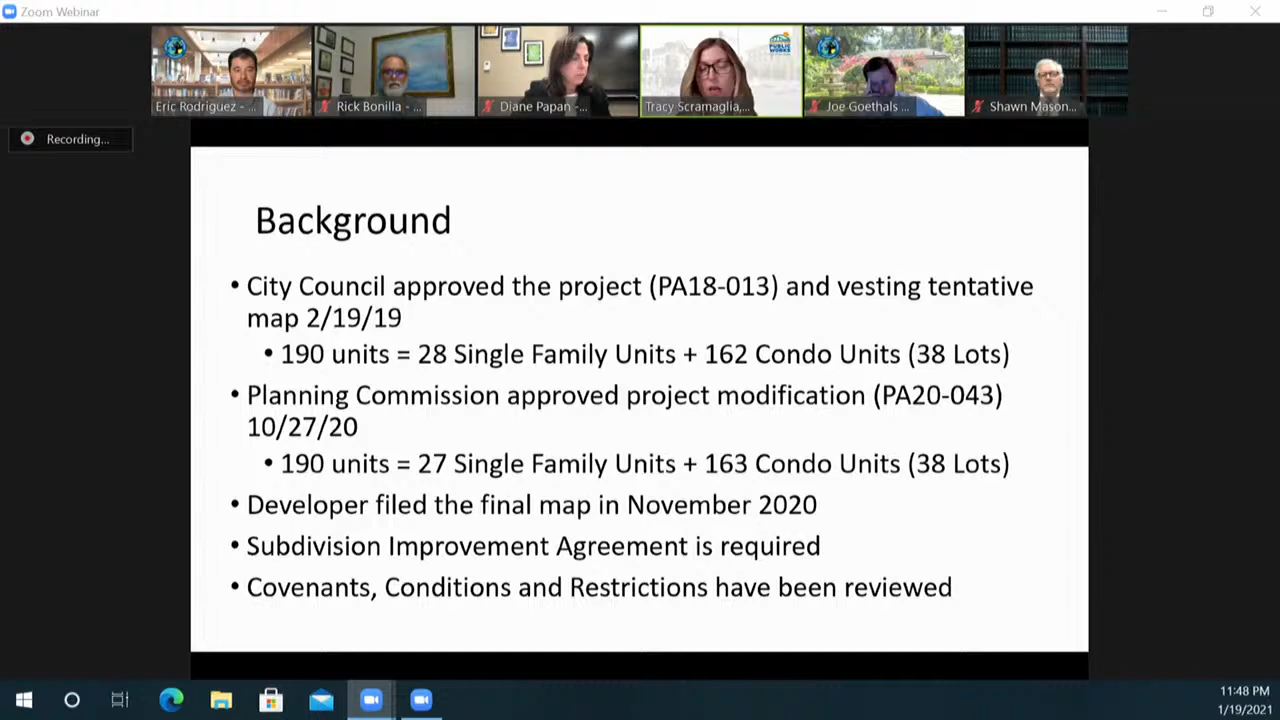 Zoom Webinar
PUBLIC WORKS
Eric Rodriguez - ...
Rick Bonilla - ...
Diane Papan -...
Tracy Scramaglia,...
Joe Goethals ...
Shawn Mason...
Recording...
Background
• City Council approved the project (PA18-013) and vesting tentative
map 2/19/19
• 190 units = 28 Single Family Units + 162 Condo Units (38 Lots)
• Planning Commission approved project modification (PA20-043)
10/27/20
• 190 units = 27 Single Family Units + 163 Condo Units (38 Lots)
• Developer filed the final map in November 2020
• Subdivision Improvement Agreement is required
• Covenants, Conditions and Restrictions have been reviewed
11:48 PM
1/19/2021